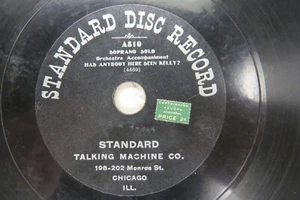 STANDARD DISC RECORD
A810
SOPRANO SOLO
Orchestra Accompaniment
HAS ANYBODY HERE SEEN KELLY?
(4460)
PRICE
STANDARD
TALKING MACHINE CO.
198-202 Monroe St.
CHICAGO
ILL.